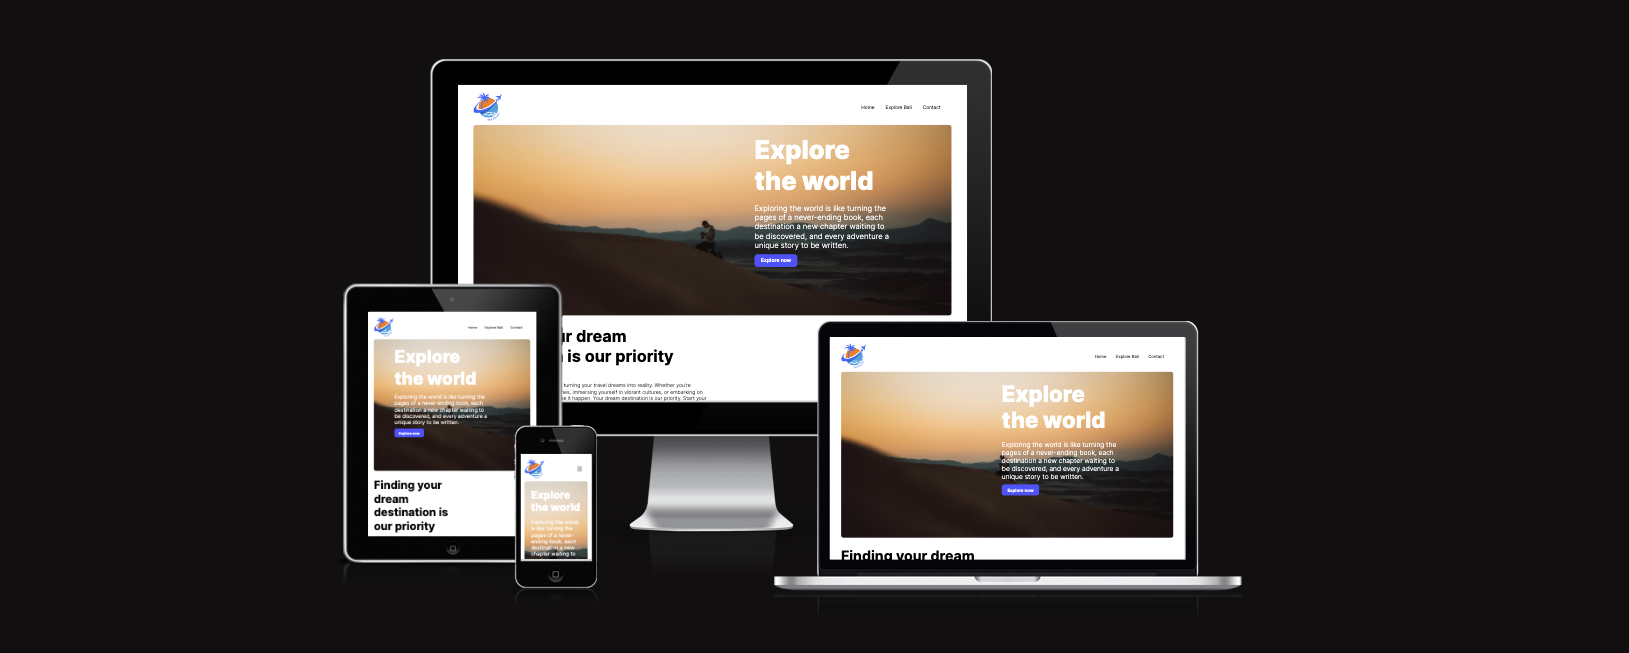 Home Explore Bali Contact
Explore
the world
Exploring the world is like turning the
pages of a never-ending book, each
destination a new chapter waiting to
be discovered, and every adventure a
unique story to be written.
Explore now
ur dream
is our priority
turning your travel dreams into reality. Whether you're
immersing yourself in vibrant cultures, or embarking on
it happen. Your dream destination is our priority. Start your
Home Explore Bali Contact
Explore
the world
Exploring the world is like turning the
pages of a never-ending book, each
destination a new chapter waiting to
be discovered, and every adventure a
unique story to be written.
Explore now
Finding your
dream
destination is
our priority
Explore
the world
Exploring the world
is like turning the
pages of a never-
ending book, each
destination a new
chapter waiting to
Home Explore Bali Contact
Explore
the world
Exploring the world is like turning the
pages of a never-ending book, each
destination a new chapter waiting to
be discovered, and every adventure a
unique story to be written.
Explore now
Finding your dream